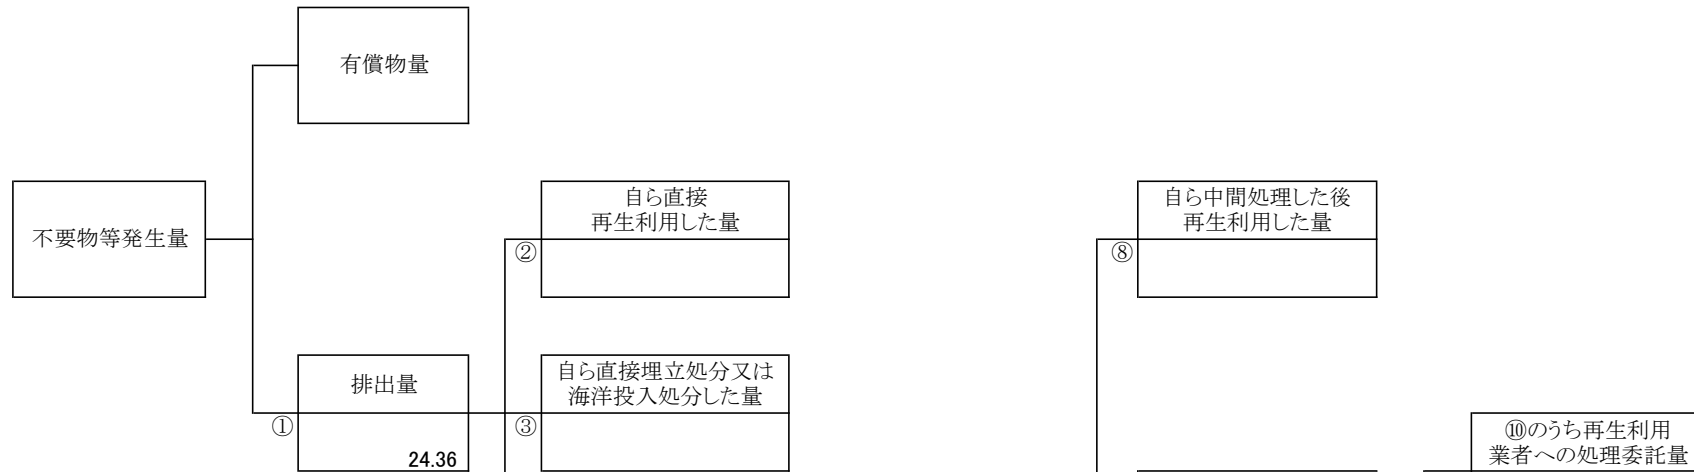 有償物量
自ら直接
再生利用した量
自ら中間処理した後
再生利用した量
不要物等発生量
②
⑧
排出量
自ら直接埋立処分又は
海洋投入処分した量
①
③
24.36
⑩のうち再生利用
業者への処理委託量